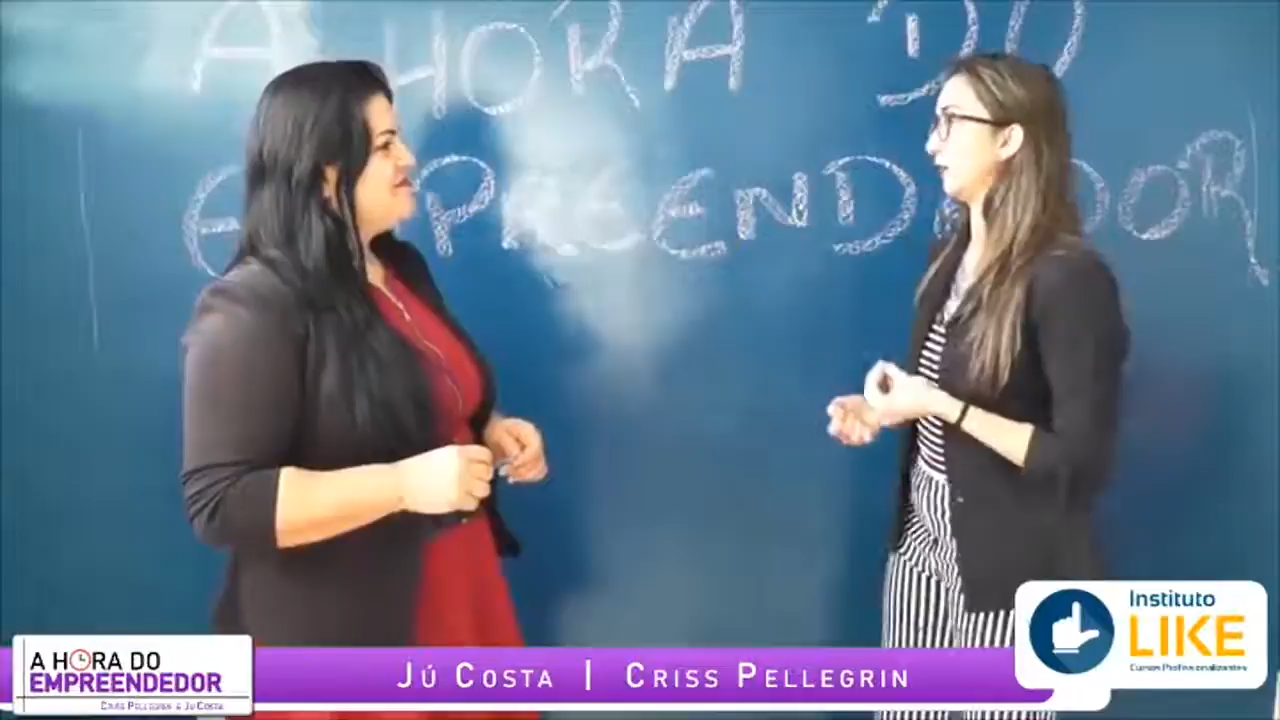 A HORA DO
EMPREENDEDOR
A HORA DO
EMPREENDEDOR
CRISS PELLEGRIN & JÚ COSTA
JÚ COSTA | CRISS PELLEGRIN
Instituto
LIKE
Cursos Profissionalizantes